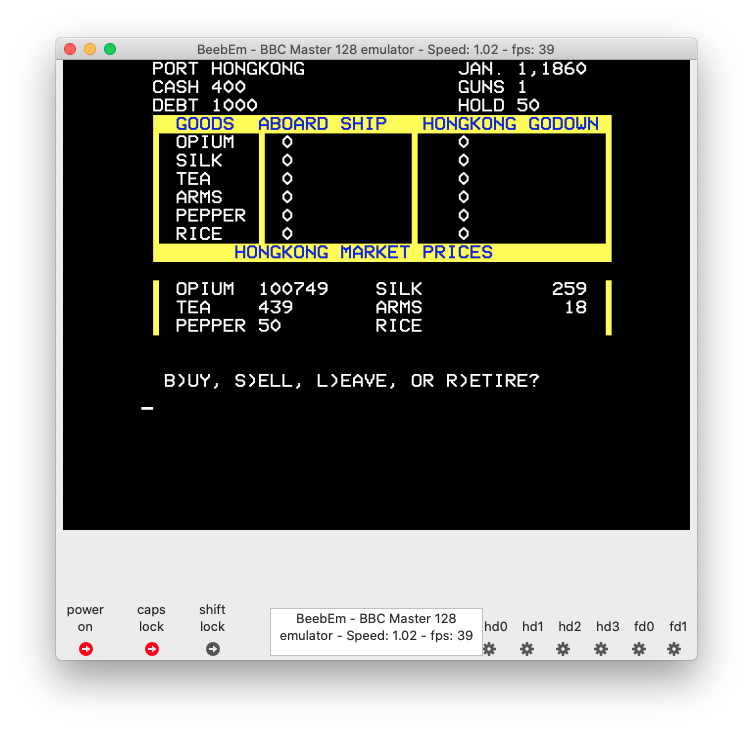 BeebEm - BBC Master 128 emulator - Speed: 1.02 - fps: 39
PORT HONGKONG JAN. 1,1860
CASH 400 GUNS 1
DEBT 1000 HOLD 50
GOODS ABOARD SHIP HONGKONG GODOWN
OPIUM 0 0
SILK 0 0
TEA 0 0
ARMS 0 0
PEPPER 0 0
RICE 0 0
HONGKONG MARKET PRICES
OPIUM 100749 SILK 259
TEA 439 ARMS 18
PEPPER 50 RICE
B)UY, S)ELL, L)EAVE, OR R)ETIRE?
power on caps lock shift lock
BeebEm - BBC Master 128
emulator - Speed: 1.02 - fps: 39
hd0 hd1 hd2 hd3 fd0 fd1